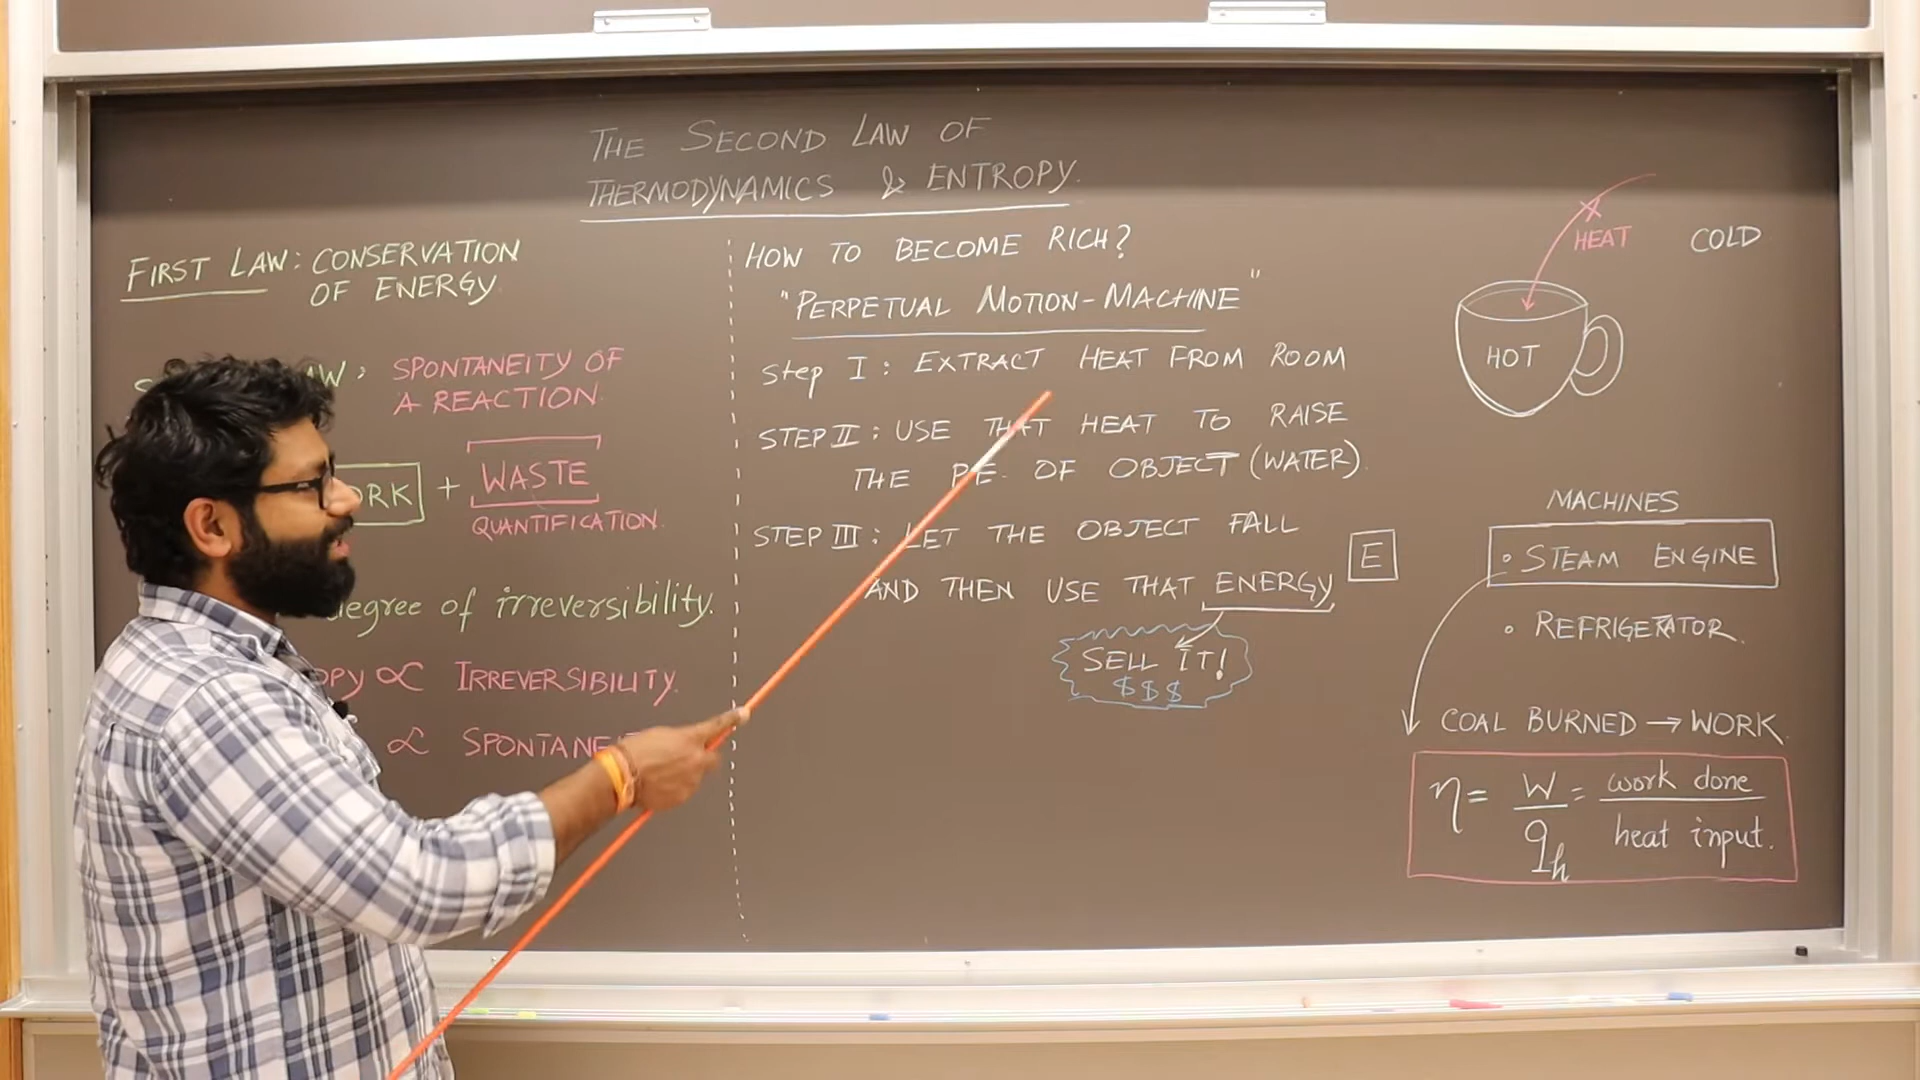 THE SECOND LAW OF
THERMODYNAMICS & ENTROPY.
FIRST LAW: CONSERVATION
OF ENERGY.
SPONTANEITY OF
A REACTION.
+ WASTE
QUANTIFICATION.
degree of irreversibility.
∝ IRREVERSIBILITY.
∝
HOW TO BECOME RICH?
"PERPETUAL MOTION-MACHINE"
Step I: EXTRACT HEAT FROM ROOM
STEP II: USE THAT HEAT TO RAISE
THE P.E. OF OBJECT (WATER).
STEP III: LET THE OBJECT FALL
AND THEN USE THAT ENERGY
E
SELL IT!
$$$
HEAT
COLD
HOT
MACHINES
• STEAM ENGINE
• REFRIGERATOR.
COAL BURNED → WORK.
η = w/qh = work done/heat input.